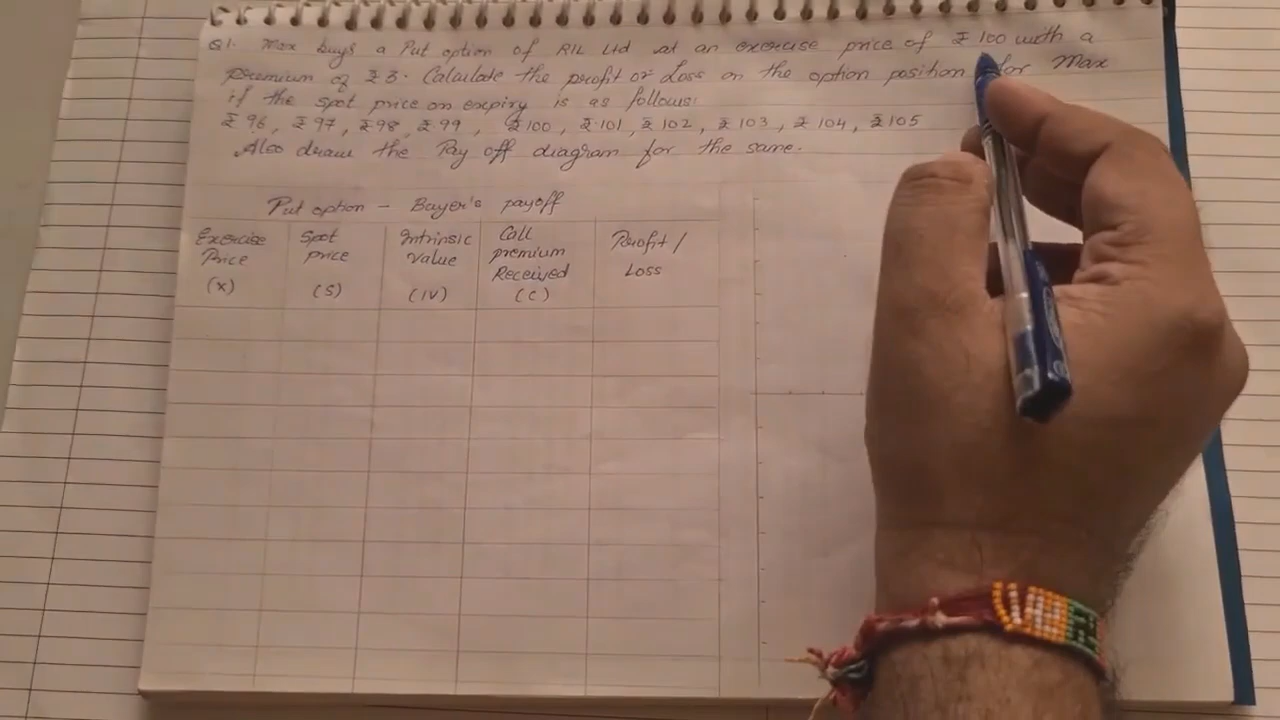 Q1. Max buys a Put option of RIL Ltd at an exercise price of ₹ 100 with a
premium of ₹ 3. Calculate the profit or Loss on the option position for Max
if the spot price on expiry is as follows:
₹ 96, ₹ 97, ₹ 98, ₹ 99, ₹ 100, ₹ 101, ₹ 102, ₹ 103, ₹ 104, ₹ 105
Also draw the Pay off diagram for the same.
Put option - Buyer's payoff
Exercise Price (X)
Spot price (S)
Intrinsic Value (IV)
Call premium Received (C)
Profit / Loss